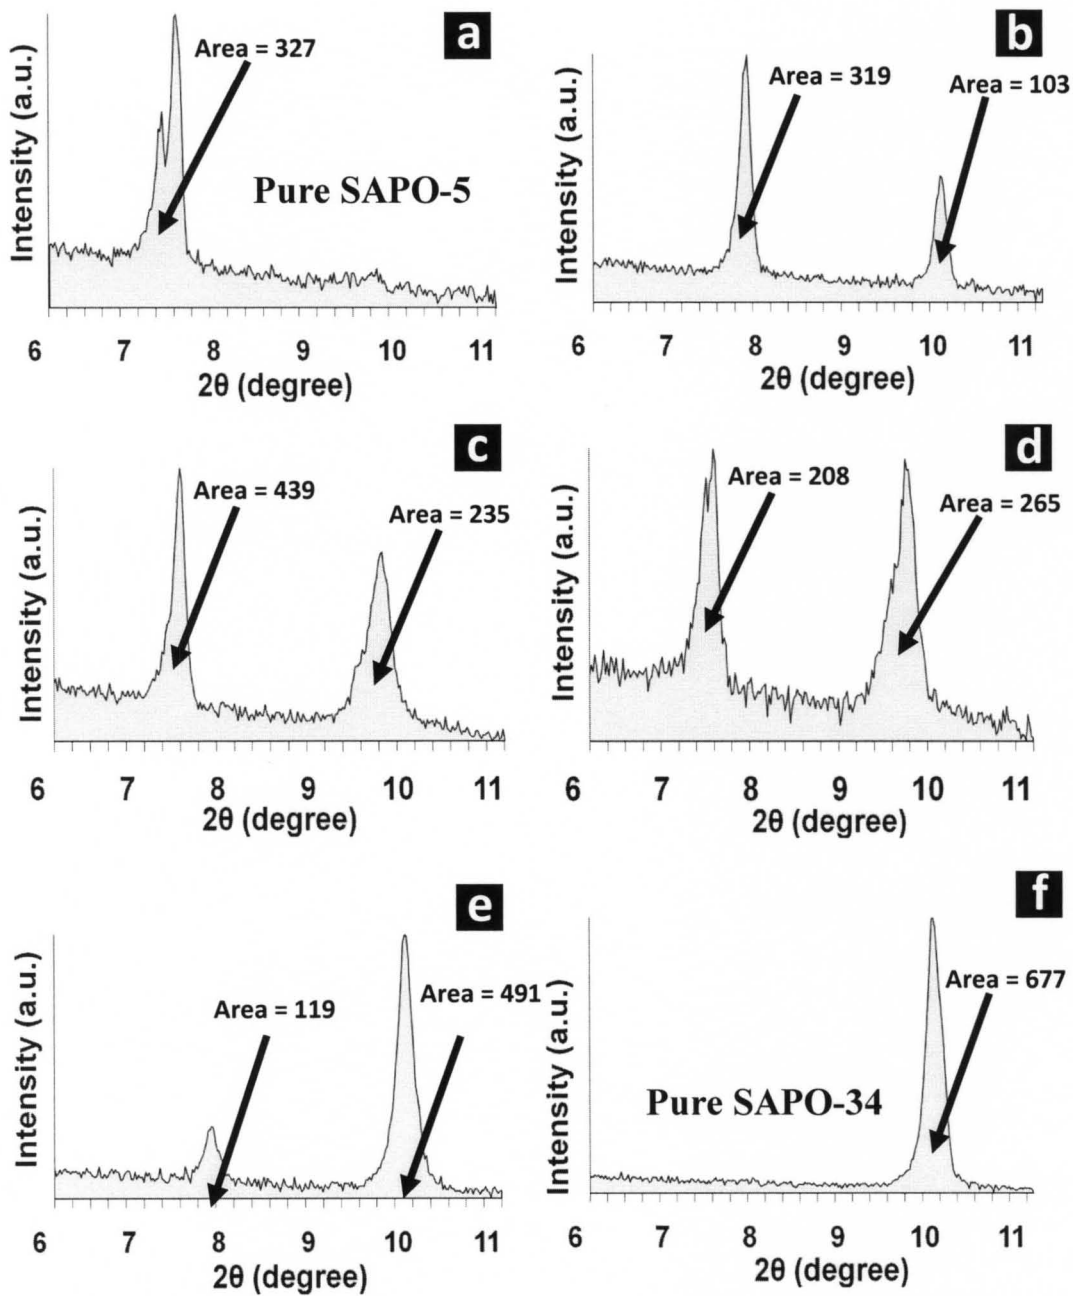 a
Area = 327
Pure SAPO-5
Intensity (a.u.)
6 7 8 9 10 11
2θ (degree)
b
Area = 319
Area = 103
Intensity (a.u.)
6 7 8 9 10 11
2θ (degree)
c
Area = 439
Area = 235
Intensity (a.u.)
6 7 8 9 10 11
2θ (degree)
d
Area = 208
Area = 265
Intensity (a.u.)
6 7 8 9 10 11
2θ (degree)
e
Area = 119
Area = 491
Intensity (a.u.)
6 7 8 9 10 11
2θ (degree)
f
Area = 677
Pure SAPO-34
Intensity (a.u.)
6 7 8 9 10 11
2θ (degree)